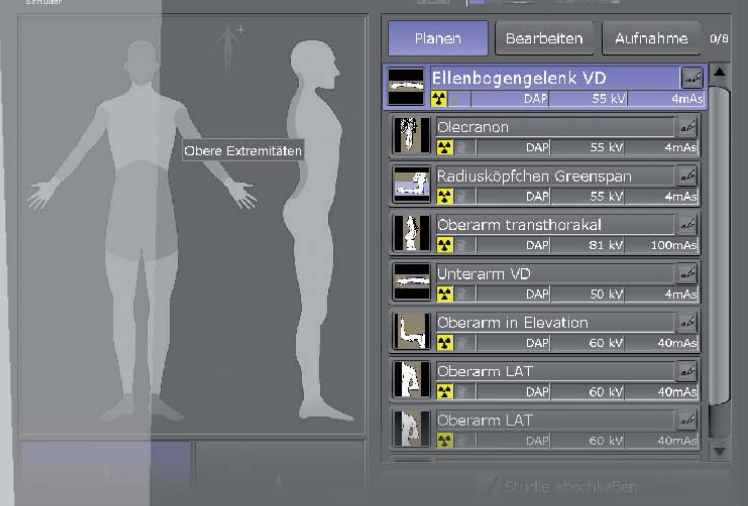 Schulter
Planen Bearbeiten Aufnahme 0/8
Ellenbogengelenk VD
DAP 55 kV 4mAs
Olecranon
DAP 55 kV 4mAs
Obere Extremitäten
Radiusköpfchen Greenspan
DAP 55 kV 4mAs
Oberarm transthorakal
DAP 81 kV 100mAs
Unterarm VD
DAP 50 kV 4mAs
Oberarm in Elevation
DAP 60 kV 40mAs
Oberarm LAT
DAP 60 kV 40mAs
Oberarm LAT
DAP 60 kV 40mAs
Studie abschließen